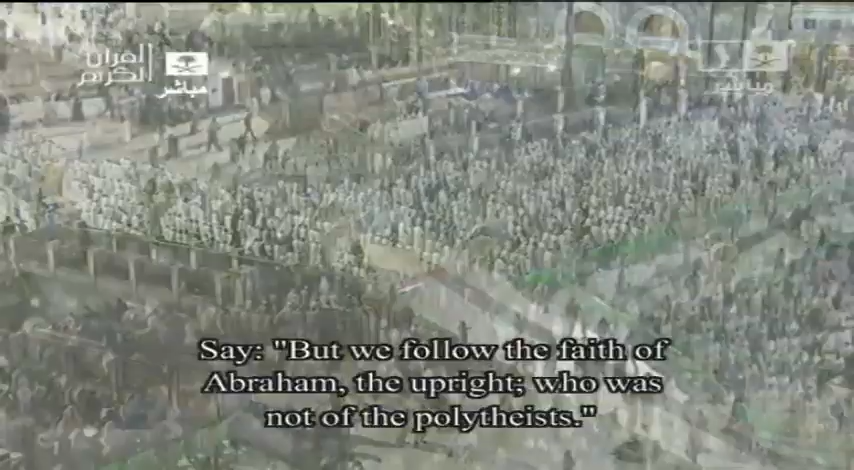 القرآن
الكريم
مباشر
مباشر
Say: "But we follow the faith of
Abraham, the upright; who was
not of the polytheists."